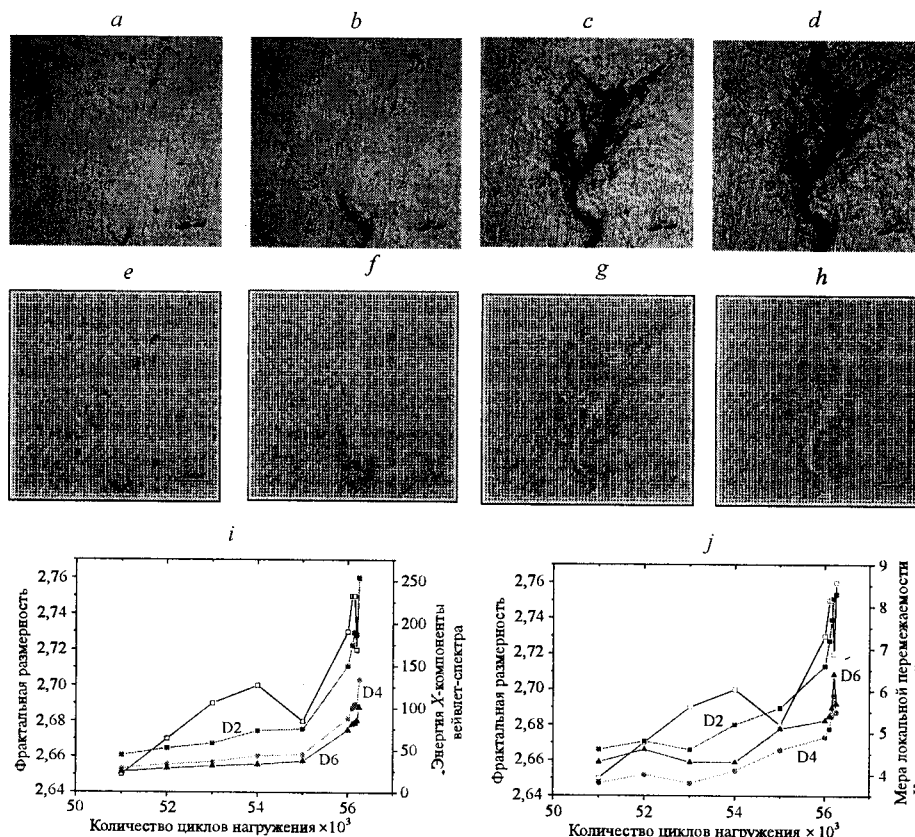 a b c d
e f g h
i j
Фрактальная размерность
2,76
2,74
2,72
2,70
2,68
2,66
2,64
50 52 54 56
Количество циклов нагружения ×10³
250
200
150
100
50
0
Энергия X-компоненты
вейвлет-спектра
D2
D4
D6
Фрактальная размерность
2,76
2,74
2,72
2,70
2,68
2,66
2,64
50 52 54 56
Количество циклов нагружения × 10³
9
8
7
6
5
4
Мера локальной перемежаемости
D2
D6
D4